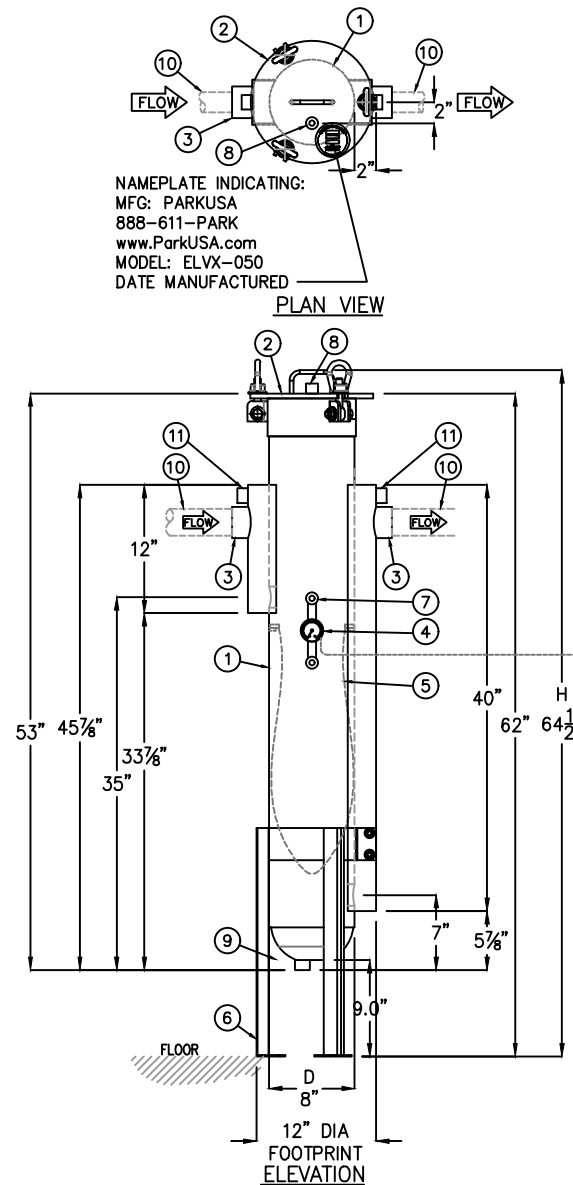 1
2
10
10
FLOW
FLOW
3
8
2"
2"
NAMEPLATE INDICATING:
MFG: PARKUSA
888-611-PARK
www.ParkUSA.com
MODEL: ELVX-050
DATE MANUFACTURED
PLAN VIEW
8
2
11
11
10
10
FLOW
FLOW
12"
3
3
7
4
1
5
53"
45⅞"
35"
33⅞"
40"
62"
H
64½
7"
5⅞"
9
9.0"
6
FLOOR
D
8"
12" DIA
FOOTPRINT
ELEVATION